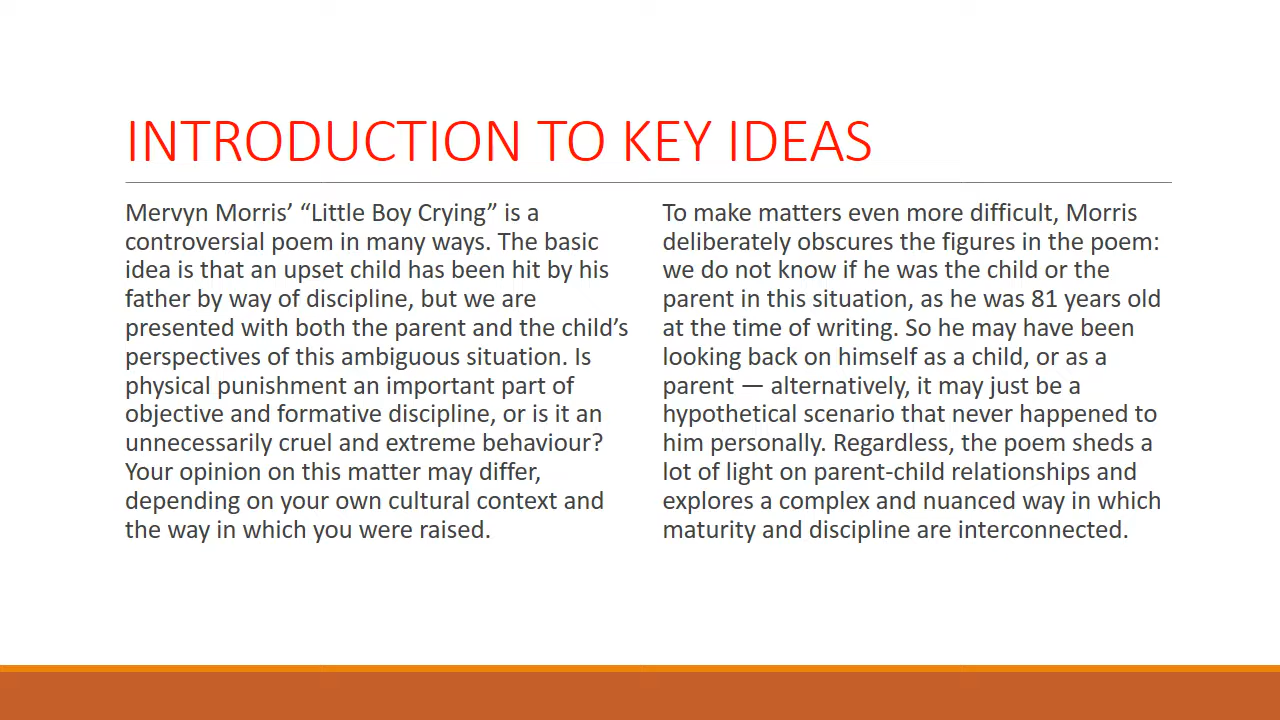 INTRODUCTION TO KEY IDEAS
Mervyn Morris’ “Little Boy Crying” is a
controversial poem in many ways. The basic
idea is that an upset child has been hit by his
father by way of discipline, but we are
presented with both the parent and the child’s
perspectives of this ambiguous situation. Is
physical punishment an important part of
objective and formative discipline, or is it an
unnecessarily cruel and extreme behaviour?
Your opinion on this matter may differ,
depending on your own cultural context and
the way in which you were raised.
To make matters even more difficult, Morris
deliberately obscures the figures in the poem:
we do not know if he was the child or the
parent in this situation, as he was 81 years old
at the time of writing. So he may have been
looking back on himself as a child, or as a
parent — alternatively, it may just be a
hypothetical scenario that never happened to
him personally. Regardless, the poem sheds a
lot of light on parent-child relationships and
explores a complex and nuanced way in which
maturity and discipline are interconnected.